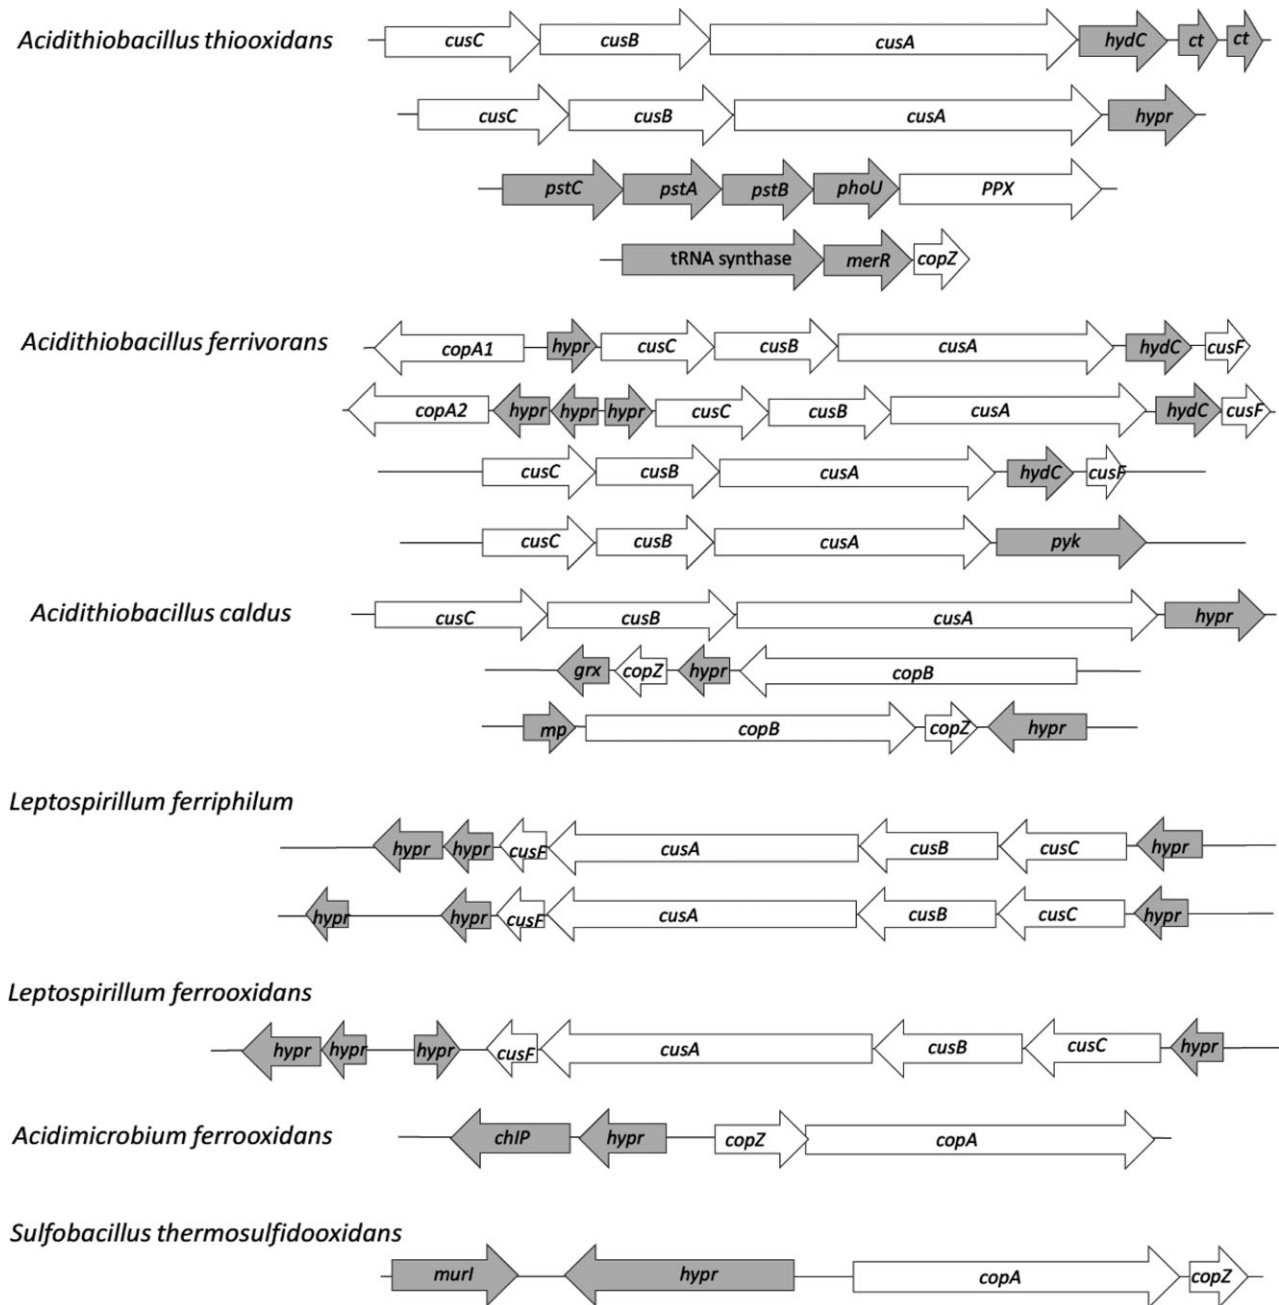 Acidithiobacillus thiooxidans cusC cusB cusA hydC ct ct
cusC cusB cusA hypr
pstC pstA pstB phoU PPX
tRNA synthase merR copZ
Acidithiobacillus ferrivorans copA1 hypr cusC cusB cusA hydC cusF
copA2 hypr hypr hypr cusC cusB cusA hydC cusF
cusC cusB cusA hydC cusF
cusC cusB cusA pyk
Acidithiobacillus caldus cusC cusB cusA hypr
grx copZ hypr copB
mp copB copZ hypr
Leptospirillum ferriphilum
hypr hypr cusF cusA cusB cusC hypr
hypr hypr cusF cusA cusB cusC hypr
Leptospirillum ferrooxidans
hypr hypr hypr cusF cusA cusB cusC hypr
Acidimicrobium ferrooxidans chIP hypr copZ copA
Sulfobacillus thermosulfidooxidans
murI hypr copA copZ